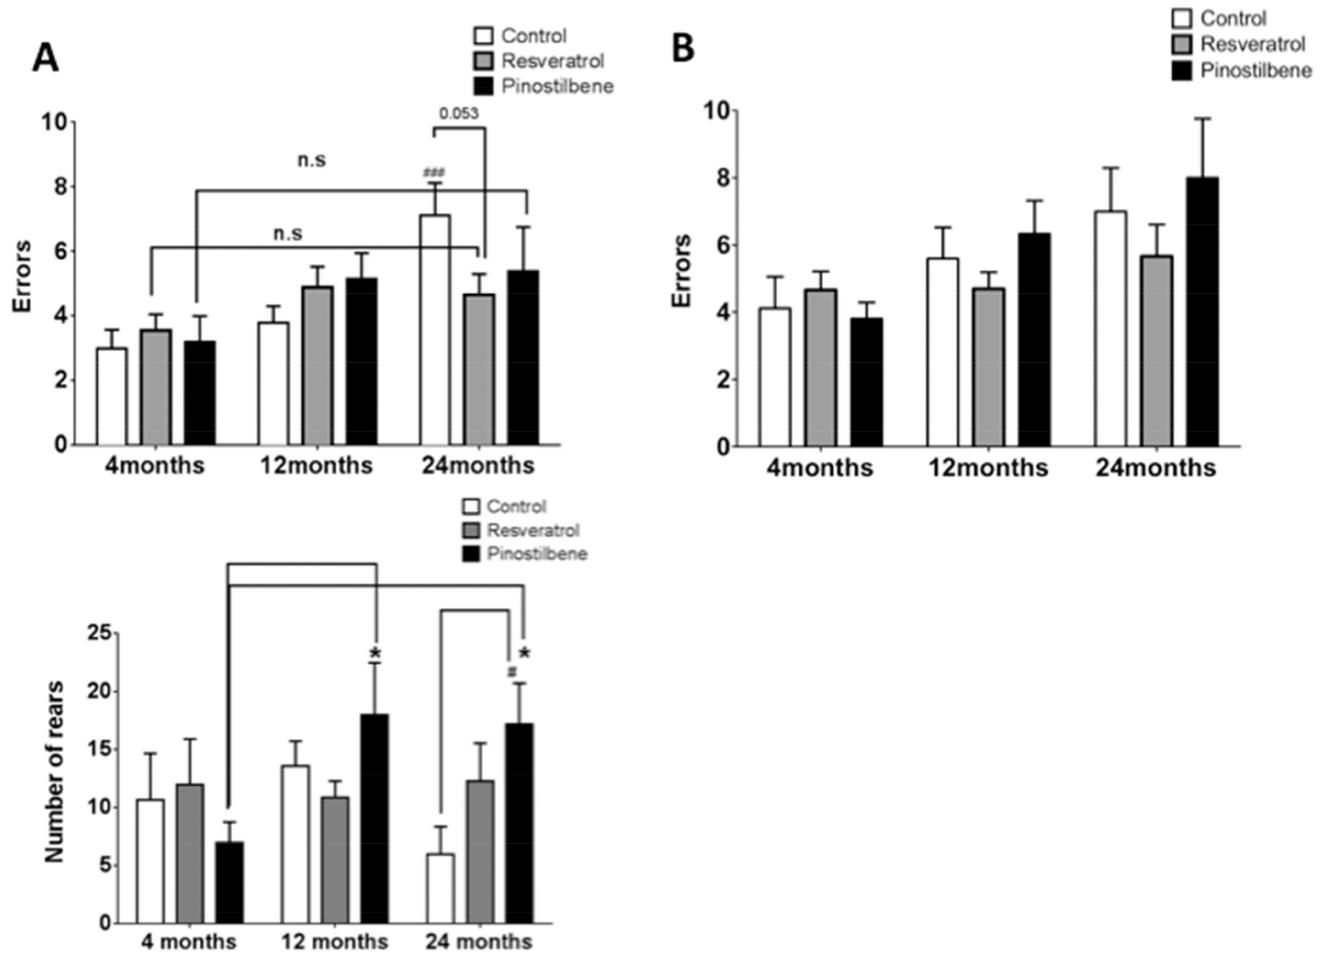 A
Control
Resveratrol
Pinostilbene
0.053
n.s
###
n.s
Errors
10
8
6
4
2
0
4months 12months 24months
B
Control
Resveratrol
Pinostilbene
Errors
10
8
6
4
2
0
4months 12months 24months
Control
Resveratrol
Pinostilbene
* *
#
Number of rears
25
20
15
10
5
0
4 months 12 months 24 months